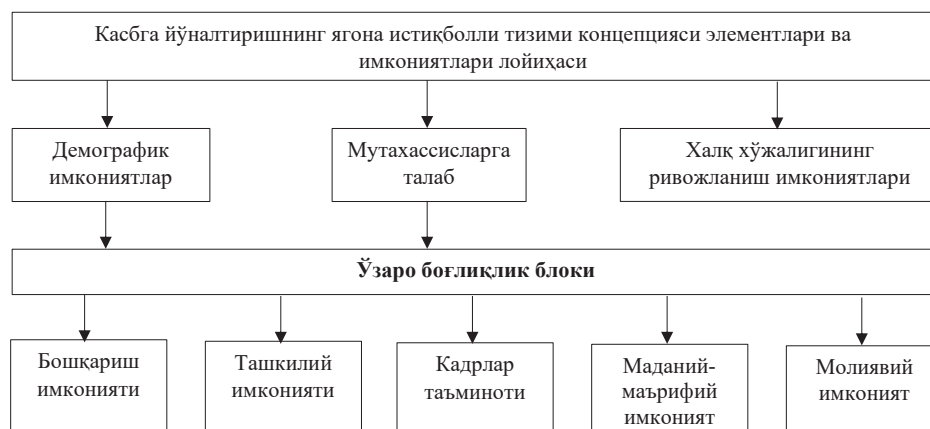 Касбга йўналтиришнинг ягона истиқболли тизими концепцияси элементлари ва
имкониятлари лойиҳаси
Демографик
имкониятлар
Мутахассисларга
талаб
Халқ хўжалигининг
ривожланиш имкониятлари
Ўзаро боғлиқлик блоки
Бошқариш
имконияти
Ташкилий
имконияти
Кадрлар
таъминоти
Маданий-
маърифий
имконият
Молиявий
имконият